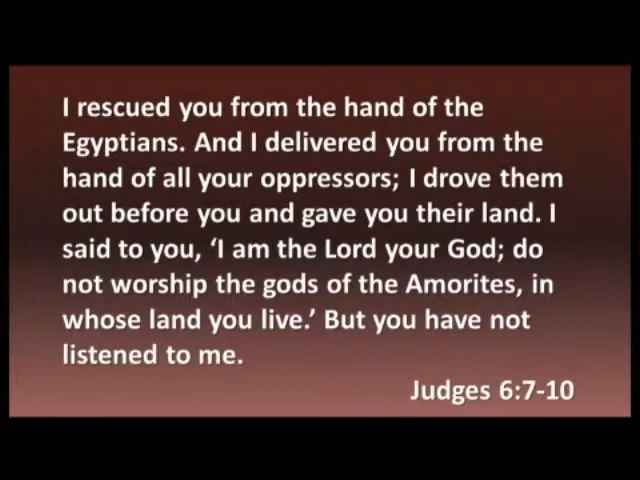 I rescued you from the hand of the
Egyptians. And I delivered you from the
hand of all your oppressors; I drove them
out before you and gave you their land. I
said to you, ‘I am the Lord your God; do
not worship the gods of the Amorites, in
whose land you live.’ But you have not
listened to me.
Judges 6:7-10